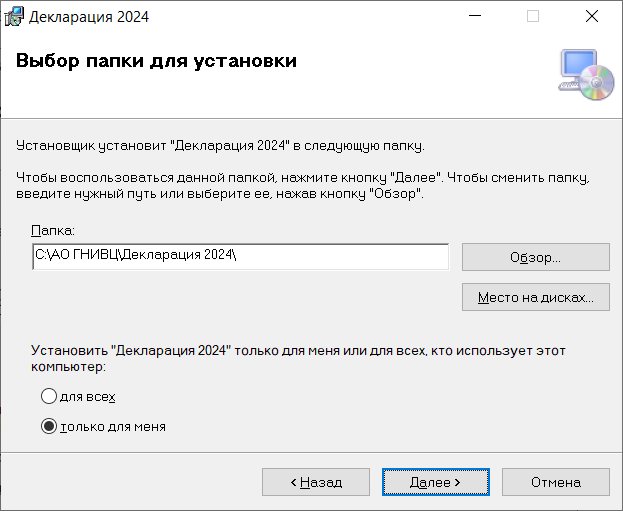 Декларация 2024
Выбор папки для установки
Установщик установит "Декларация 2024" в следующую папку.
Чтобы воспользоваться данной папкой, нажмите кнопку "Далее". Чтобы сменить папку,
введите нужный путь или выберите ее, нажав кнопку "Обзор".
Папка:
C:\АО ГНИВЦ\Декларация 2024\
Обзор...
Место на дисках...
Установить "Декларация 2024" только для меня или для всех, кто использует этот
компьютер:
для всех
только для меня
< Назад
Далее >
Отмена